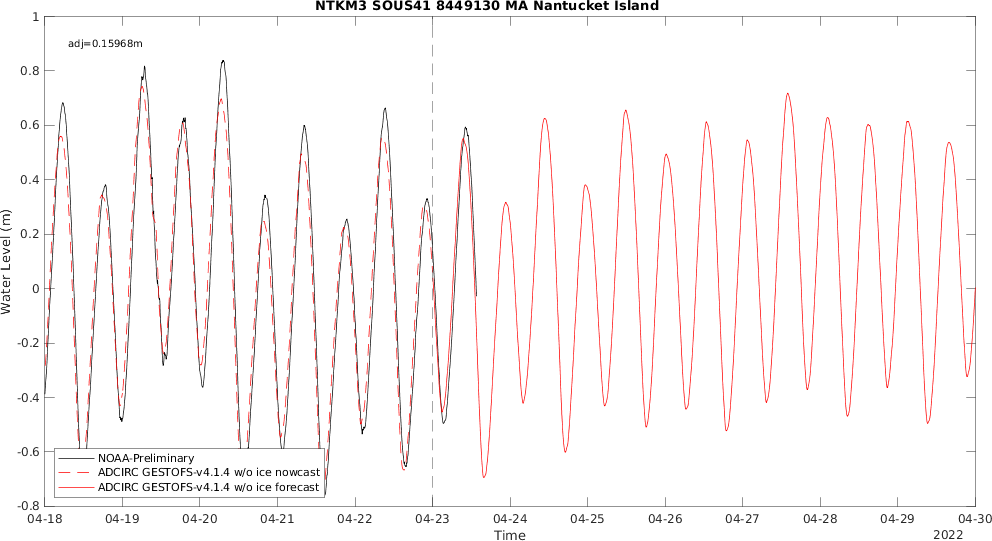 NTKM3 SOUS41 8449130 MA Nantucket Island
adj=0.15968m
Water Level (m)
1
0.8
0.6
0.4
0.2
0
-0.2
-0.4
-0.6
-0.8
NOAA-Preliminary
ADCIRC GESTOFS-v4.1.4 w/o ice nowcast
ADCIRC GESTOFS-v4.1.4 w/o ice forecast
04-18 04-19 04-20 04-21 04-22 04-23 04-24 04-25 04-26 04-27 04-28 04-29 04-30
Time
2022